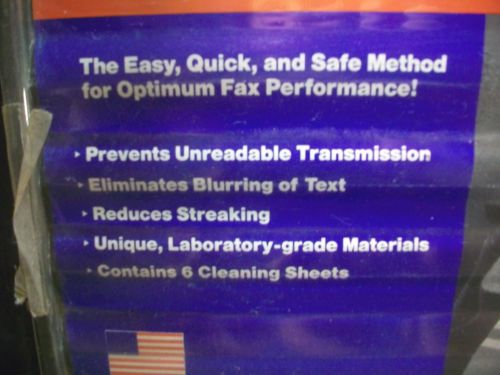 The Easy, Quick, and Safe Method
for Optimum Fax Performance!
‣ Prevents Unreadable Transmission
‣ Eliminates Blurring of Text
‣ Reduces Streaking
‣ Unique, Laboratory-grade Materials
‣ Contains 6 Cleaning Sheets